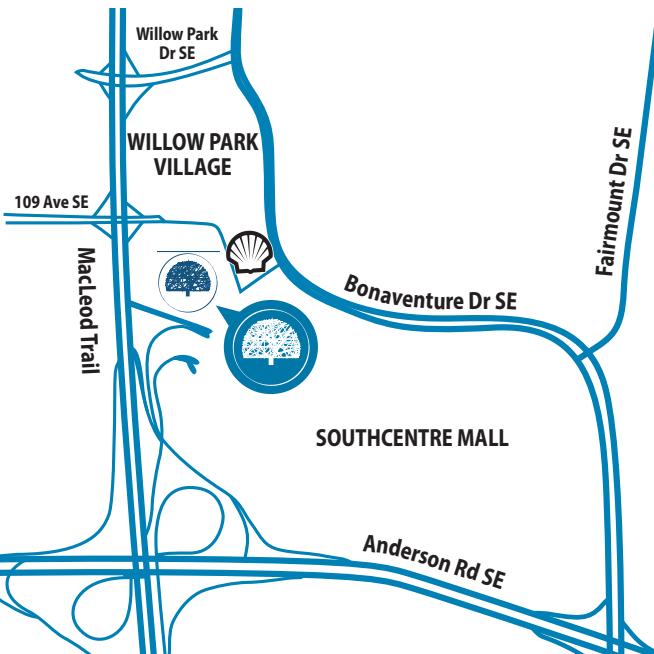 Willow Park
Dr SE
WILLOW PARK
VILLAGE
109 Ave SE
Fairmount Dr SE
MacLeod Trail
Bonaventure Dr SE
SOUTHCENTRE MALL
Anderson Rd SE